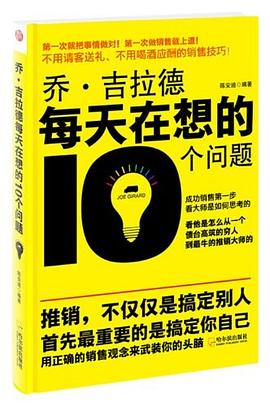 第一次就把事情做对！第一次做销售就上道！
不用请客送礼、不用喝酒应酬的销售技巧！
乔·吉拉德
陈安迪 编著
每天在想的
10个问题
JOE GIRARD
成功销售第一步
看大师是如何思考的
看他是怎么从一个
债台高筑的穷人
到最牛的推销大师的
推销，不仅仅是搞定别人
首先最重要的是搞定你自己
用正确的销售观念来武装你的头脑
哈尔滨出版社
乔·吉拉德每天在想的10个问题